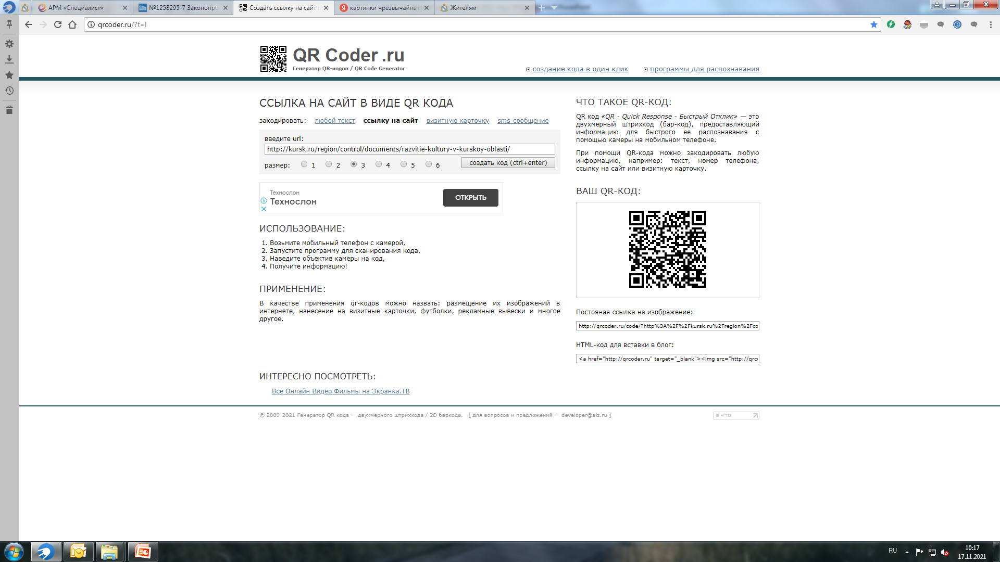 АРМ «Специалист»
№1258295-7 Законопро
Создать ссылку на сайт
картинки чрезвычайные
Жителям
qrcoder.ru/?t=l
QR Coder.ru
Генератор QR-кодов / QR Code Generator
создание кода в один клик
программы для распознавания
ССЫЛКА НА САЙТ В ВИДЕ QR КОДА
закодировать: любой текст ссылку на сайт визитную карточку sms-сообщение
введите url:
http://kursk.ru/region/control/documents/razvitie-kultury-v-kurskoy-oblasti/
размер: 1 2 3 4 5 6 создать код (ctrl+enter)
Технослон
Технослон
ОТКРЫТЬ
ИСПОЛЬЗОВАНИЕ:
1. Возьмите мобильный телефон с камерой,
2. Запустите программу для сканирования кода,
3. Наведите объектив камеры на код,
4. Получите информацию!
ПРИМЕНЕНИЕ:
В качестве применения qr-кодов можно назвать: размещение их изображений в
интернете, нанесение на визитные карточки, футболки, рекламные вывески и многое
другое.
ЧТО ТАКОЕ QR-КОД:
QR код «QR - Quick Response - Быстрый Отклик» — это
двухмерный штрихкод (бар-код), предоставляющий
информацию для быстрого ее распознавания с
помощью камеры на мобильном телефоне.
При помощи QR-кода можно закодировать любую
информацию, например: текст, номер телефона,
ссылку на сайт или визитную карточку.
ВАШ QR-КОД:
Постояная ссылка на изображение:
http://qrcoder.ru/code/?http%3A%2F%2Fkursk.ru%2Fregion%2Fco
HTML-код для вставки в блог:
<a href="http://qrcoder.ru" target="_blank"><img src="http://qrc
ИНТЕРЕСНО ПОСМОТРЕТЬ:
Все Онлайн Видео Фильмы на Экранка.ТВ
© 2009-2021 Генератор QR кода — двухмерного штрихкода / 2D баркода. [ для вопросов и предложений — developer@alz.ru ]
9 470
RU
10:17
17.11.2021